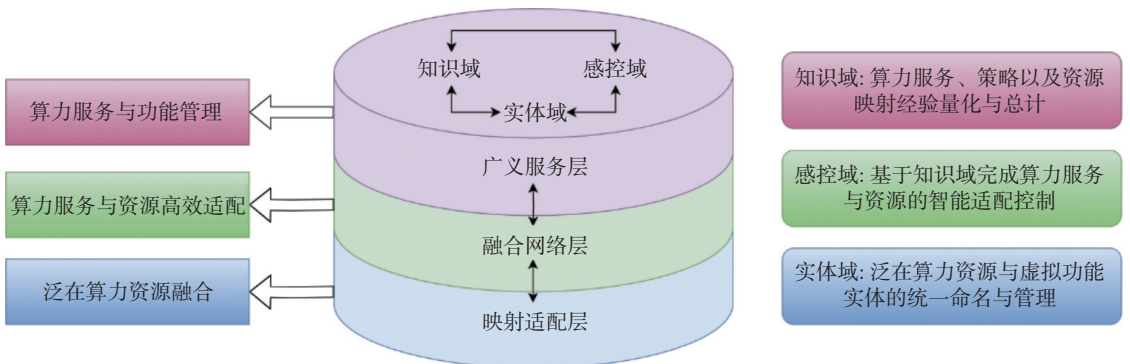 知识域
感控域
实体域
广义服务层
融合网络层
映射适配层
算力服务与功能管理
算力服务与资源高效适配
泛在算力资源融合
知识域: 算力服务、策略以及资源
映射经验量化与总计
感控域: 基于知识域完成算力服务
与资源的智能适配控制
实体域: 泛在算力资源与虚拟功能
实体的统一命名与管理